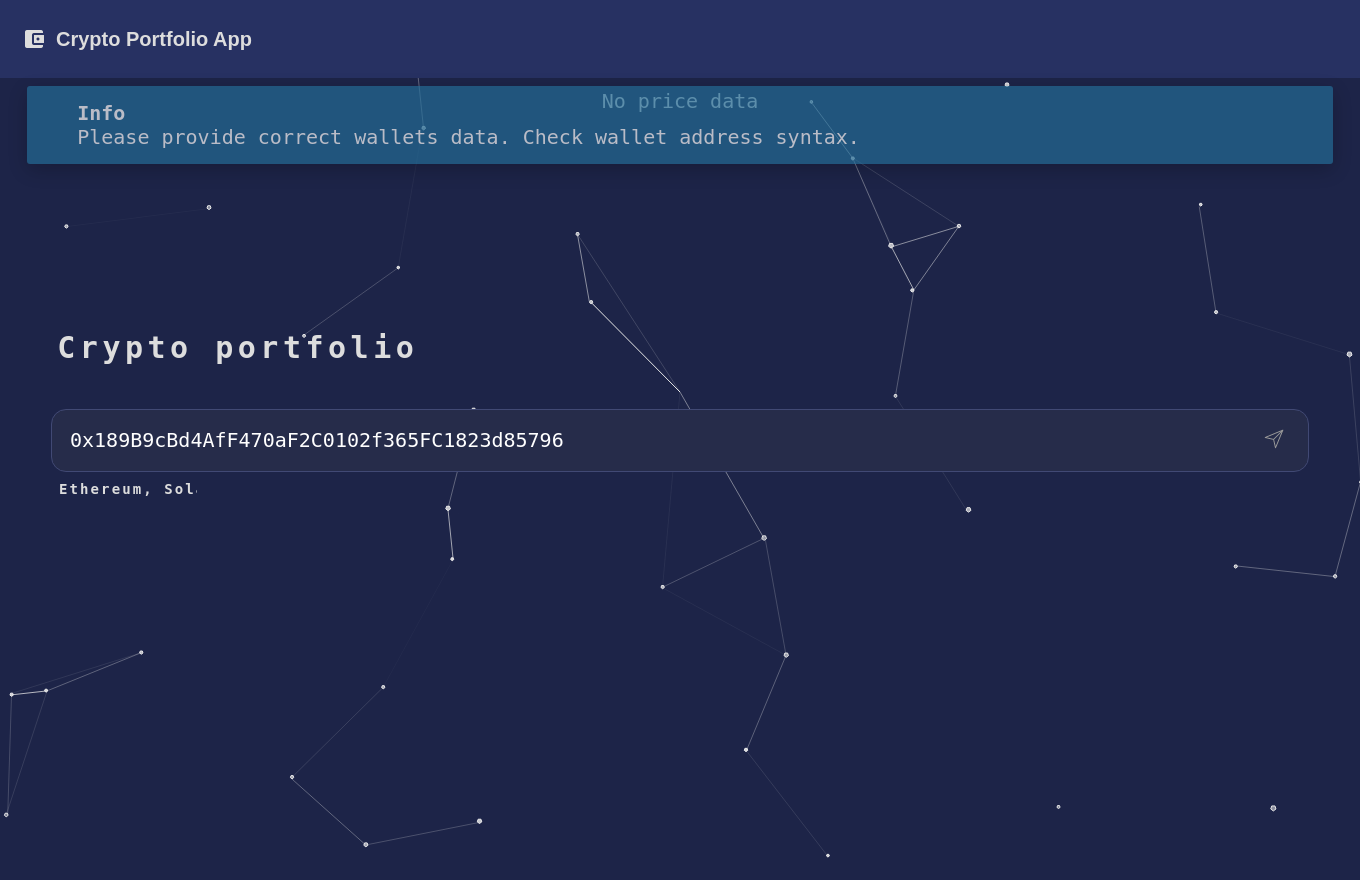 Crypto Portfolio App
No price data
Info
Please provide correct wallets data. Check wallet address syntax.
Crypto portfolio
0x189B9cBd4AfF470aF2C0102f365FC1823d85796
Ethereum, Sol